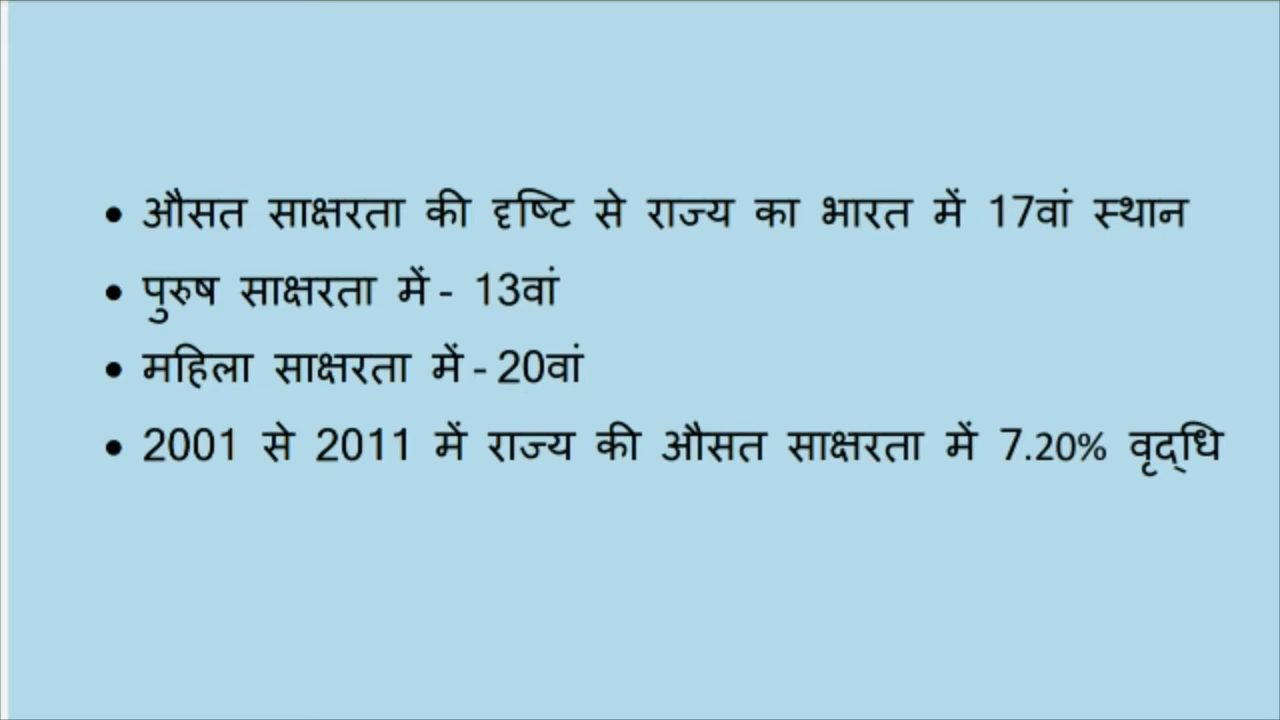 • औसत साक्षरता की दृष्टि से राज्य का भारत में 17वां स्थान
• पुरुष साक्षरता में - 13वां
• महिला साक्षरता में - 20वां
• 2001 से 2011 में राज्य की औसत साक्षरता में 7.20% वृद्धि